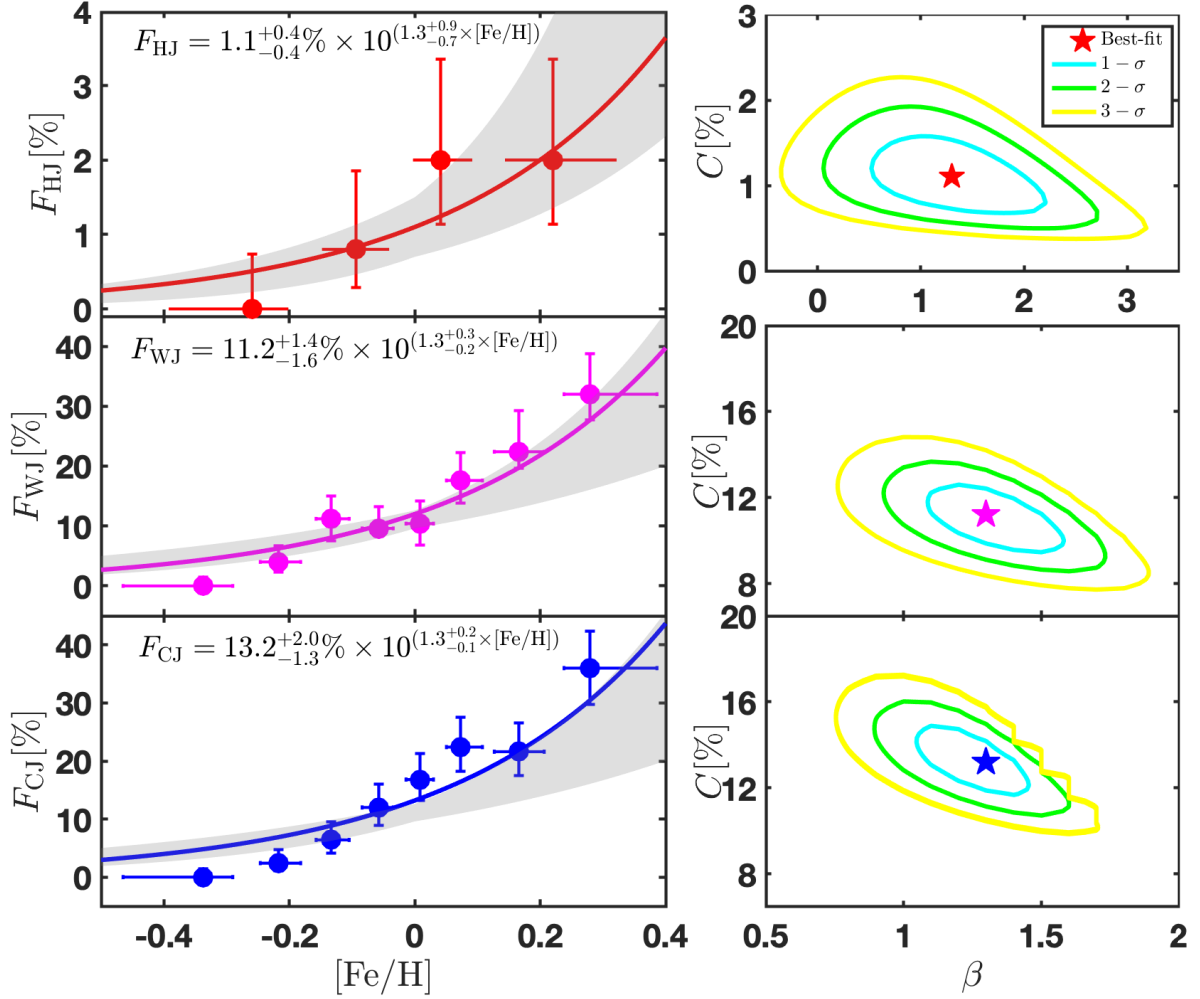 F_HJ = 1.1^{+0.4}_{-0.4}% × 10^{(1.3^{+0.9}_{-0.7}×[Fe/H])}
F_HJ[%]
4
3
2
1
0
F_WJ = 11.2^{+1.4}_{-1.6}% × 10^{(1.3^{+0.3}_{-0.2}×[Fe/H])}
F_WJ[%]
40
30
20
10
0
F_CJ = 13.2^{+2.0}_{-1.3}% × 10^{(1.3^{+0.2}_{-0.1}×[Fe/H])}
F_CJ[%]
40
30
20
10
0
-0.4 -0.2 0 0.2 0.4
[Fe/H]
Best-fit
1 − σ
2 − σ
3 − σ
C[%]
3
2
1
0
0 1 2 3
C[%]
20
16
12
8
C[%]
20
16
12
8
0.5 1 1.5 2
β